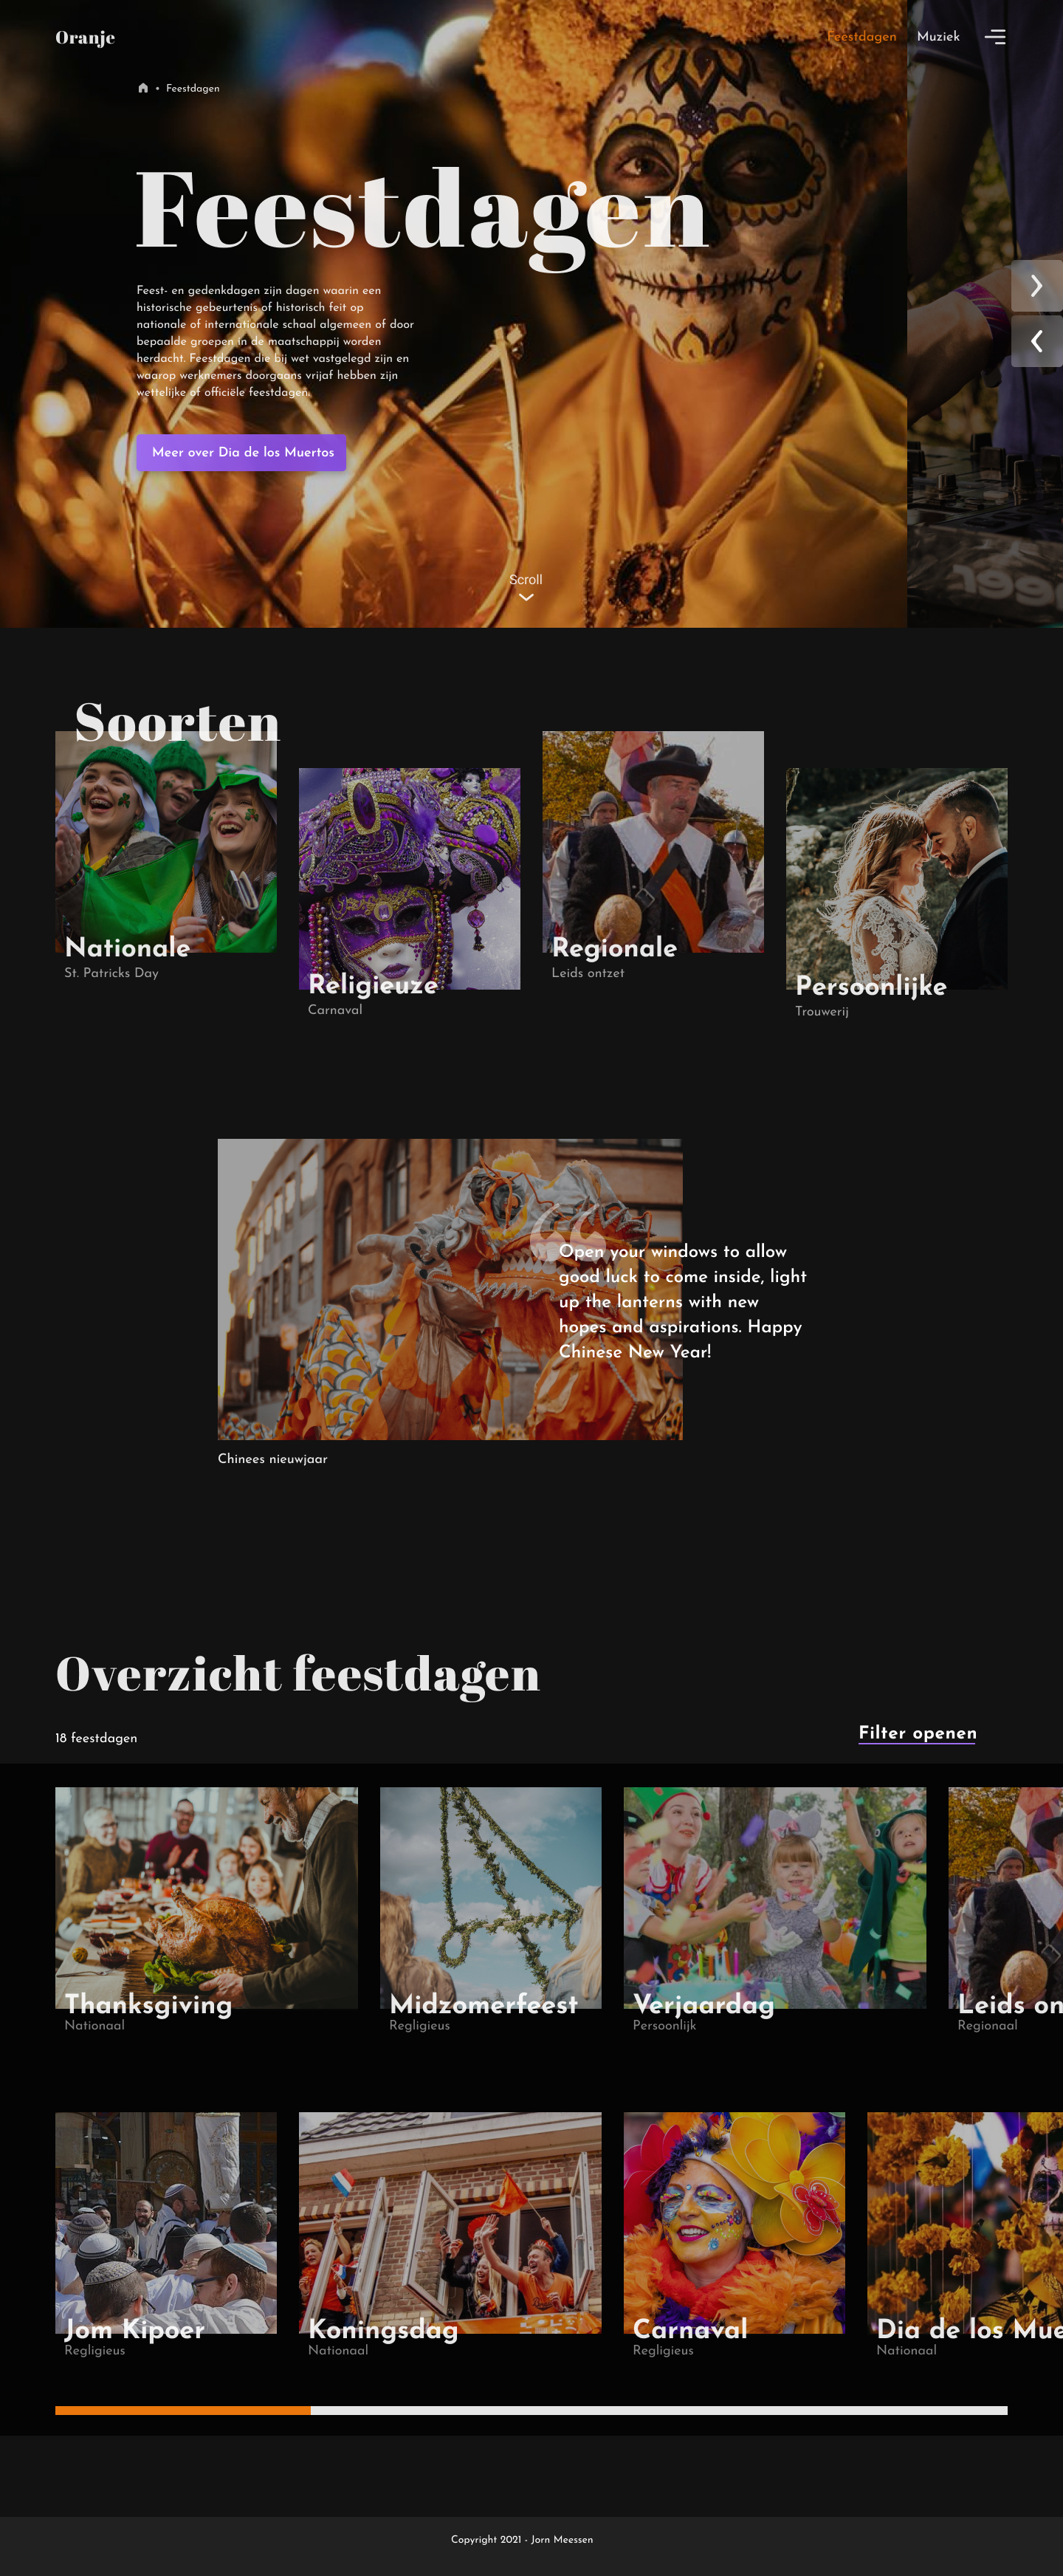 Oranje
Feestdagen
Muziek
• Feestdagen
Feestdagen
Feest- en gedenkdagen zijn dagen waarin een
historische gebeurtenis of historisch feit op
nationale of internationale schaal algemeen of door
bepaalde groepen in de maatschappij worden
herdacht. Feestdagen die bij wet vastgelegd zijn en
waarop werknemers doorgaans vrijaf hebben zijn
wettelijke of officiële feestdagen.
Meer over Dia de los Muertos
Scroll
Soorten
Nationale
St. Patricks Day
Religieuze
Carnaval
Regionale
Leids ontzet
Persoonlijke
Trouwerij
“
Open your windows to allow
good luck to come inside, light
up the lanterns with new
hopes and aspirations. Happy
Chinese New Year!
Chinees nieuwjaar
Overzicht feestdagen
18 feestdagen
Filter openen
Thanksgiving
Nationaal
Midzomerfeest
Regligieus
Verjaardag
Persoonlijk
Leids on
Regionaal
Jom Kipoer
Regligieus
Koningsdag
Nationaal
Carnaval
Regligieus
Dia de los Mue
Nationaal
Copyright 2021 - Jorn Meessen